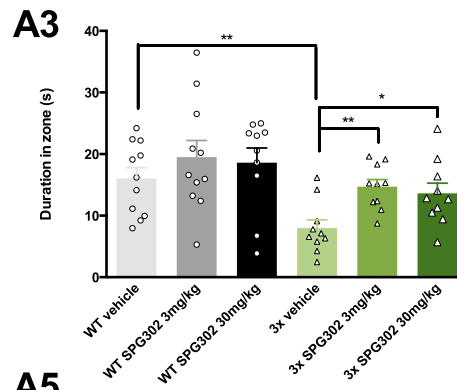 A3
40
30
20
10
0
Duration in zone (s)
**
*
**
WT vehicle
WT SPG302 3mg/kg
WT SPG302 30mg/kg
3x vehicle
3x SPG302 3mg/kg
3x SPG302 30mg/kg
A5